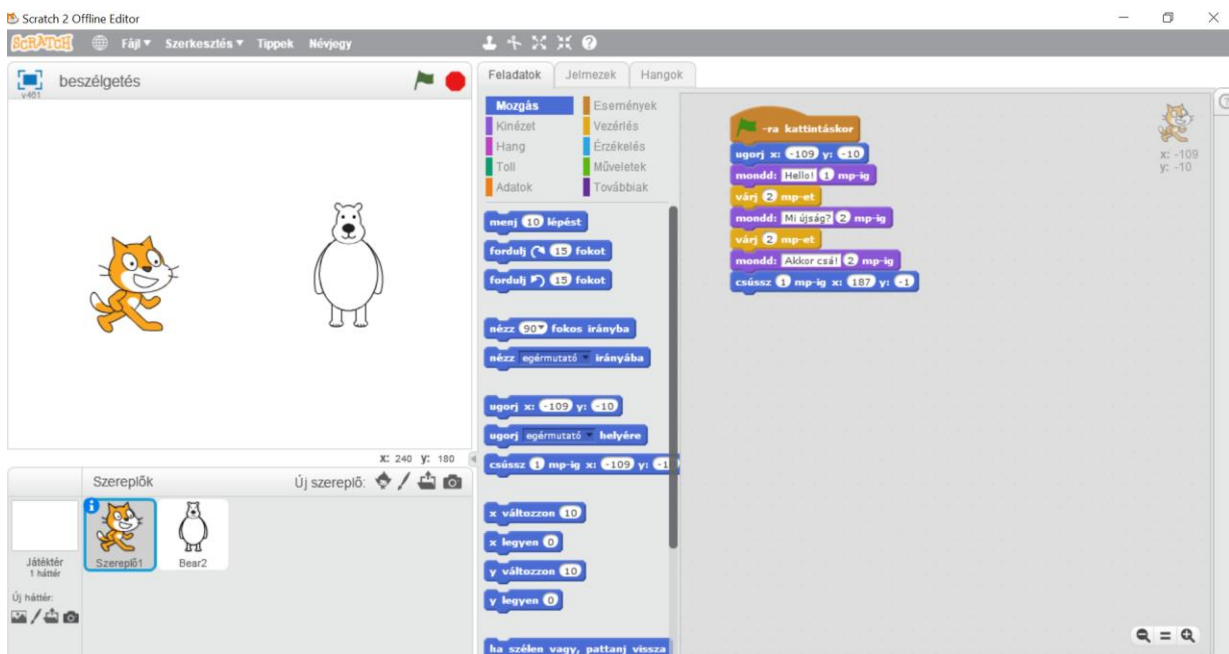 Scratch 2 Offline Editor
SCRATCH Fájl Szerkesztés Tippek Névjegy
beszélgetés
v461
Feladatok Jelmezek Hangok
Mozgás Események
Kinézet Vezérlés
Hang Érzékelés
Toll Műveletek
Adatok Továbbiak
menj 10 lépést
fordulj 15 fokot
fordulj 15 fokot
nézz 90 fokos irányba
nézz egérmutató irányába
ugorj x: -109 y: -10
ugorj egérmutató helyére
csússz 1 mp-ig x: -109 y: -1
x változzon 10
x legyen 0
y változzon 10
y legyen 0
ha szélen vagy, pattanj vissza
-ra kattintáskor
ugorj x: -109 y: -10
mondd: Hello! 1 mp-ig
várj 2 mp-et
mondd: Mi újság? 2 mp-ig
várj 2 mp-et
mondd: Akkor csá! 2 mp-ig
csússz 1 mp-ig x: 187 y: -1
x: -109
y: -10
x: 240 y: 180
Szereplők Új szereplő:
Szereplő1
Bear2
Játéktér
1 háttér
Új háttér: